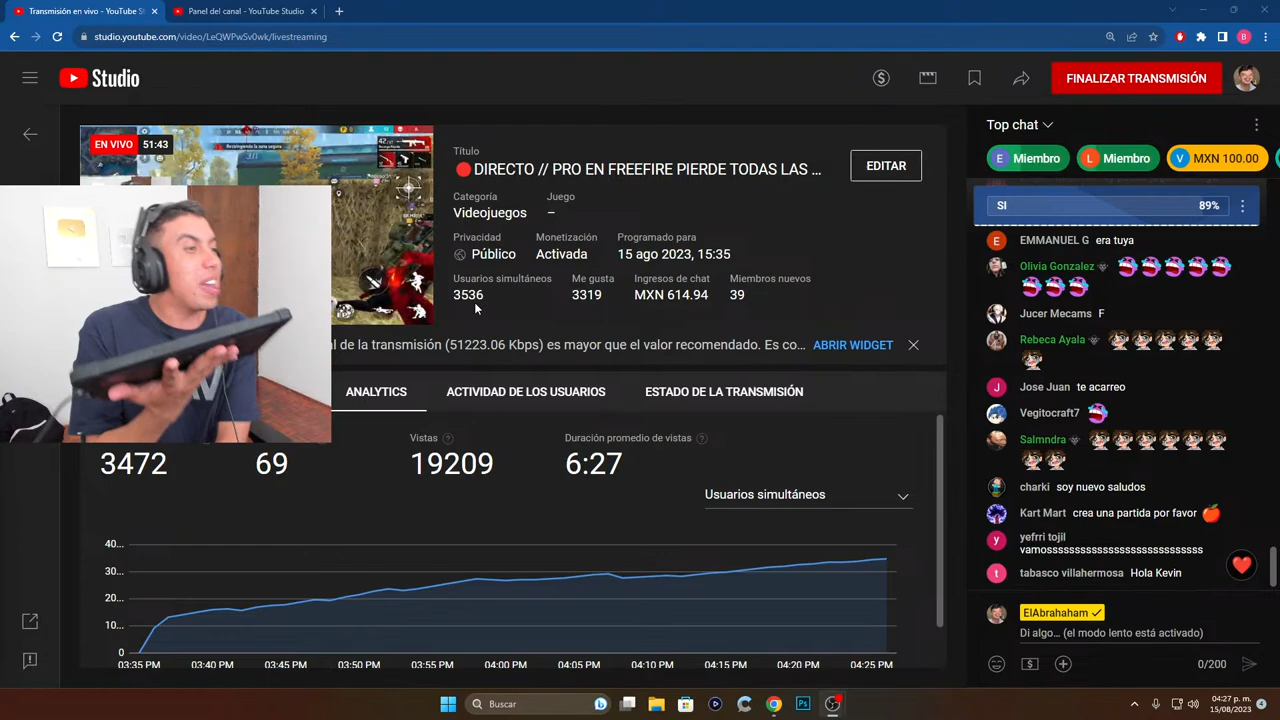 Transmisión en vivo - YouTube S
Panel del canal - YouTube Studio
studio.youtube.com/video/LeQWPwSv0wk/livestreaming
Studio
FINALIZAR TRANSMISIÓN
EN VIVO
51:43
Título
DIRECTO // PRO EN FREEFIRE PIERDE TODAS LAS ...
EDITAR
Categoría
Juego
Videojuegos
–
Privacidad
Monetización
Programado para
Público
Activada
15 ago 2023, 15:35
Usuarios simultáneos
Me gusta
Ingresos de chat
Miembros nuevos
3536
3319
MXN 614.94
39
l de la transmisión (51223.06 Kbps) es mayor que el valor recomendado. Es co...
ABRIR WIDGET
ANALYTICS
ACTIVIDAD DE LOS USUARIOS
ESTADO DE LA TRANSMISIÓN
Vistas
Duración promedio de vistas
3472
69
19209
6:27
Usuarios simultáneos
40...
30...
20...
10...
0
03:35 PM
03:40 PM
03:45 PM
03:50 PM
03:55 PM
04:00 PM
04:05 PM
04:10 PM
04:15 PM
04:20 PM
04:25 PM
Top chat
E Miembro
L Miembro
V MXN 100.00
SI
89%
E EMMANUEL G era tuya
Olivia Gonzalez
Jucer Mecams F
Rebeca Ayala
J Jose Juan te acarreo
Vegitocraft7
Salmndra
charki soy nuevo saludos
Kart Mart crea una partida por favor
y yefrri tojil
vamosssssssssssssssssssssssssssss
t tabasco villahermosa Hola Kevin
ElAbrahaham
Di algo... (el modo lento está activado)
0/200
Buscar
04:27 p. m.
15/08/2023